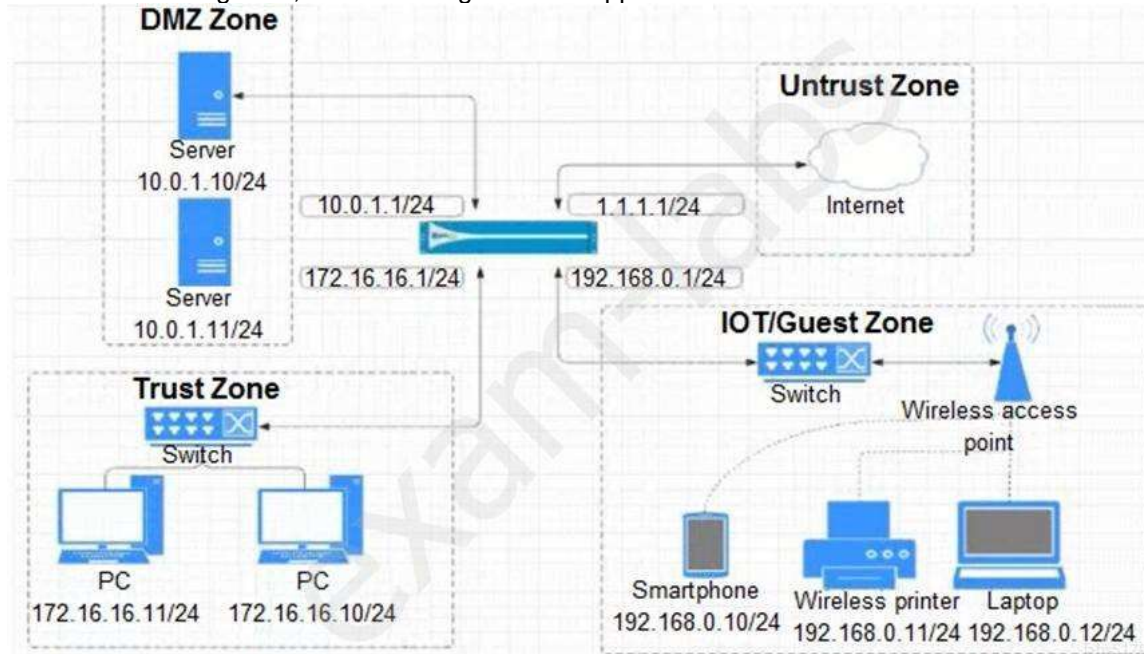 DMZ Zone
Server
10.0.1.10/24
Server
10.0.1.11/24
10.0.1.1/24
1.1.1.1/24
172.16.16.1/24
192.168.0.1/24
Untrust Zone
Internet
Trust Zone
Switch
PC
172.16.16.11/24
PC
172.16.16.10/24
IOT/Guest Zone
Switch
Wireless access
point
Smartphone
192.168.0.10/24
Wireless printer
192.168.0.11/24
Laptop
192.168.0.12/24
exam-labs